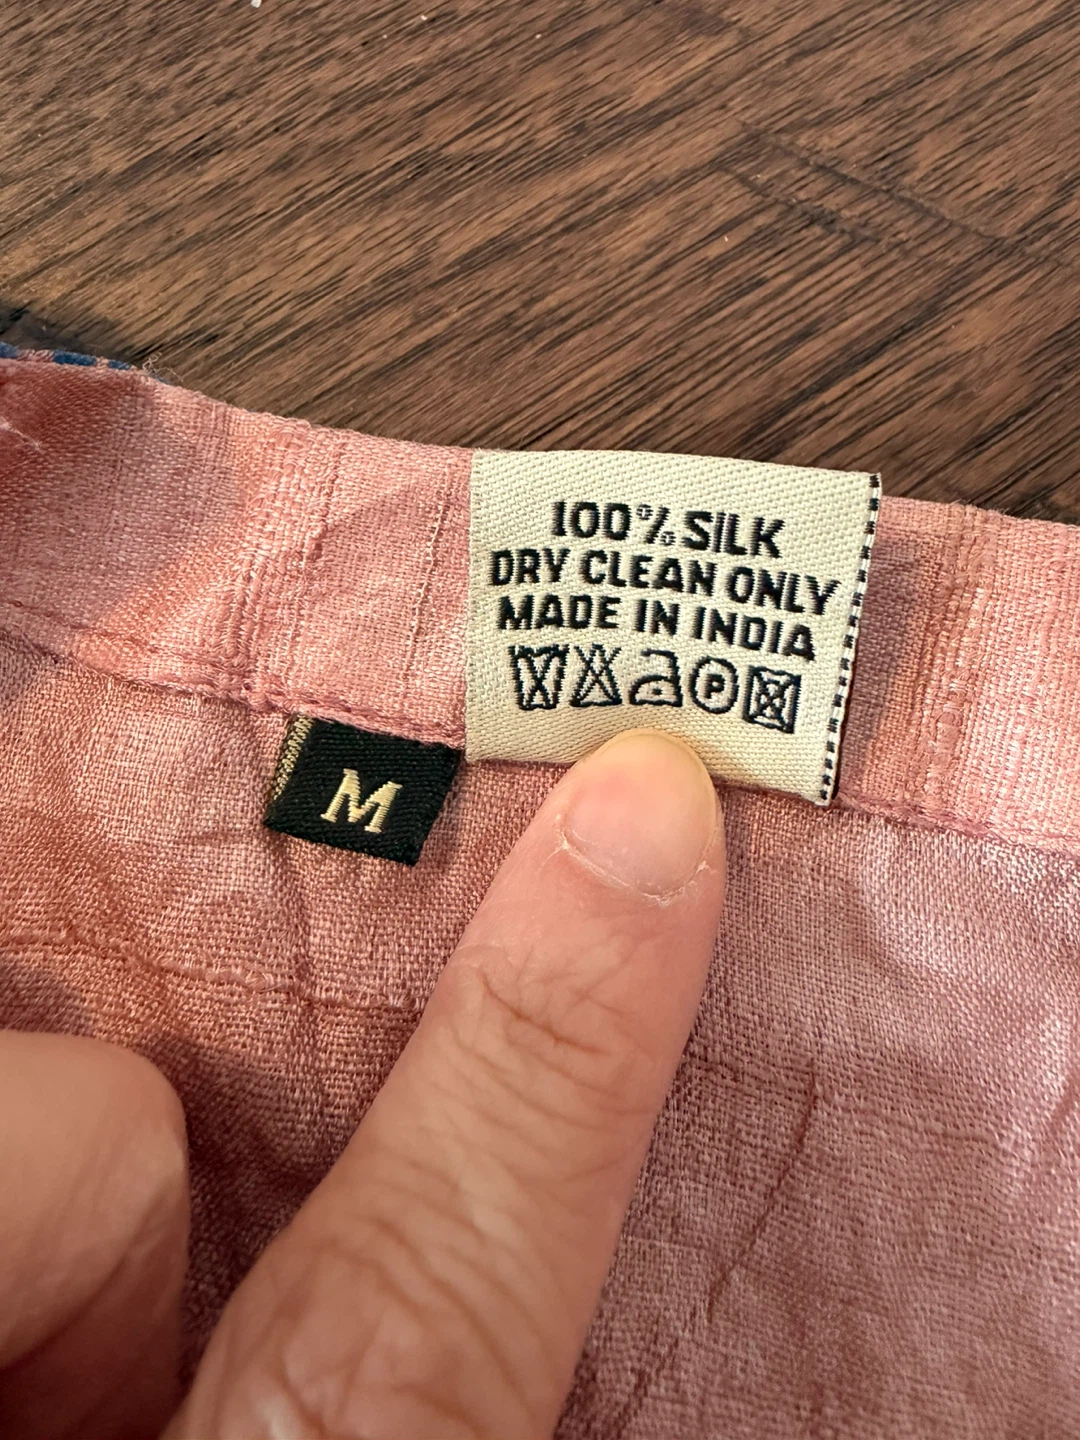 100% SILK
DRY CLEAN ONLY
MADE IN INDIA
P
M